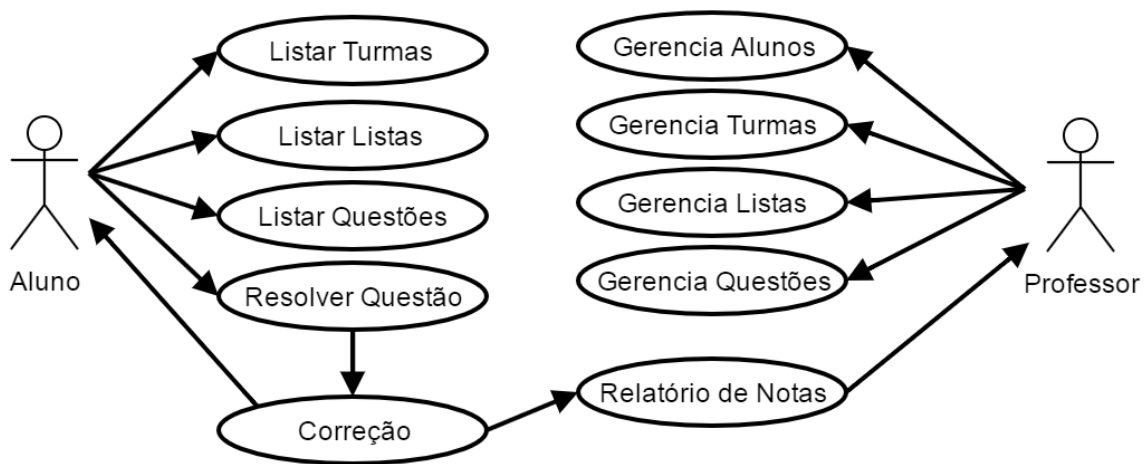 Listar Turmas
Listar Listas
Listar Questões
Resolver Questão
Correção
Aluno
Gerencia Alunos
Gerencia Turmas
Gerencia Listas
Gerencia Questões
Relatório de Notas
Professor